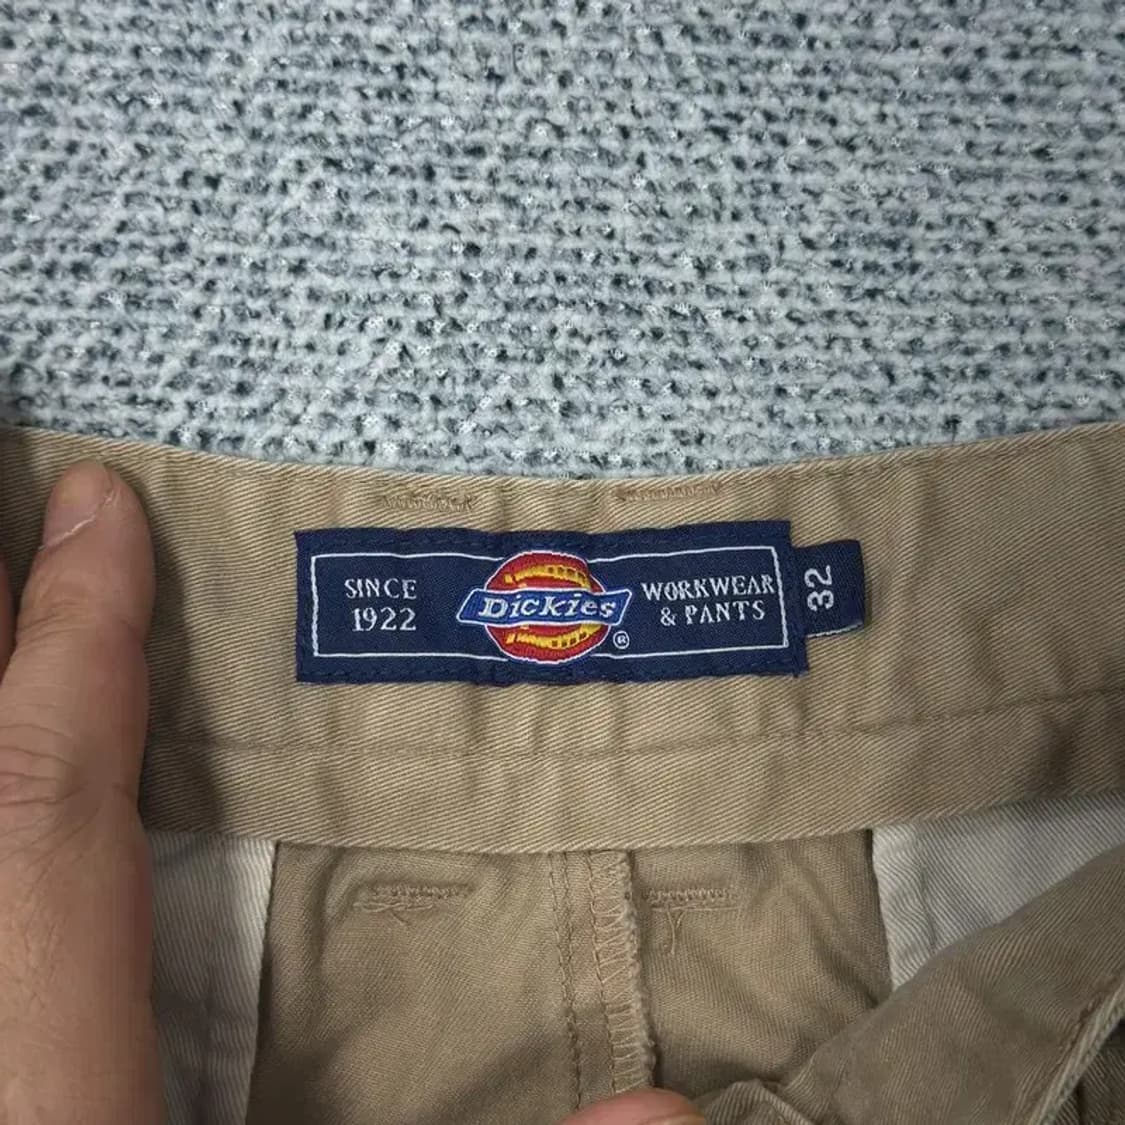 SINCE
1922
Dickies
®
WORKWEAR
& PANTS
32